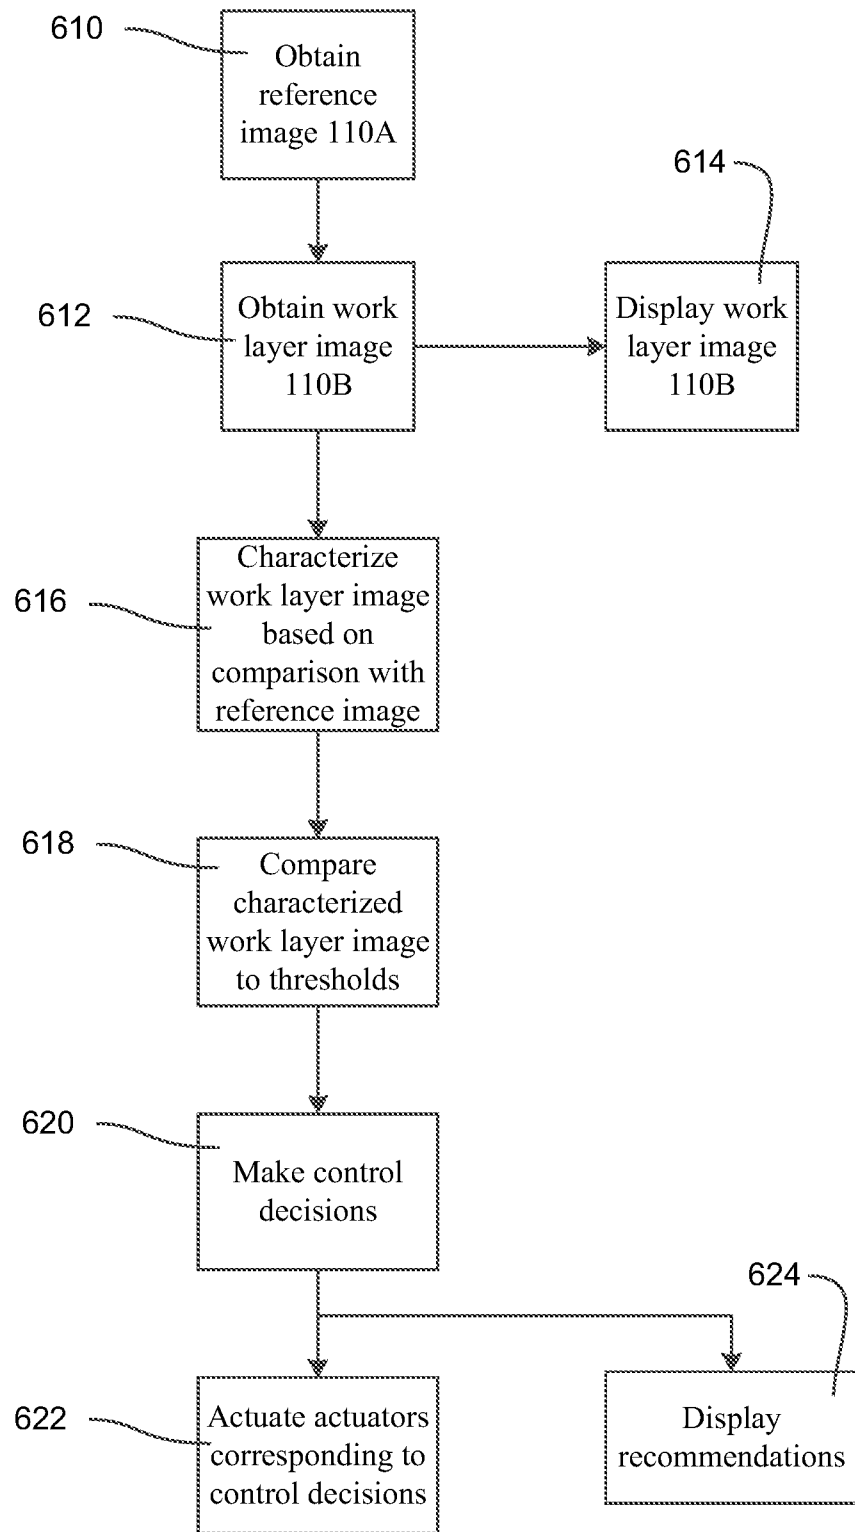 610
Obtain
reference
image 110A
614
612
Obtain work
layer image
110B
Display work
layer image
110B
616
Characterize
work layer image
based on
comparison with
reference image
618
Compare
characterized
work layer image
to thresholds
620
Make control
decisions
624
622
Actuate actuators
corresponding to
control decisions
Display
recommendations